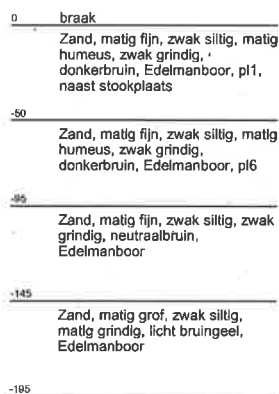 0 braak
Zand, matig fijn, zwak siltig, matig
humeus, zwak grindig,
donkerbruin, Edelmanboor, pl1,
naast stookplaats
-50
Zand, matig fijn, zwak siltig, matig
humeus, zwak grindig,
donkerbruin, Edelmanboor, pl6
-95
Zand, matig fijn, zwak siltig, zwak
grindig, neutraalbruin,
Edelmanboor
-145
Zand, matig grof, zwak siltig,
matig grindig, licht bruingeel,
Edelmanboor
-195